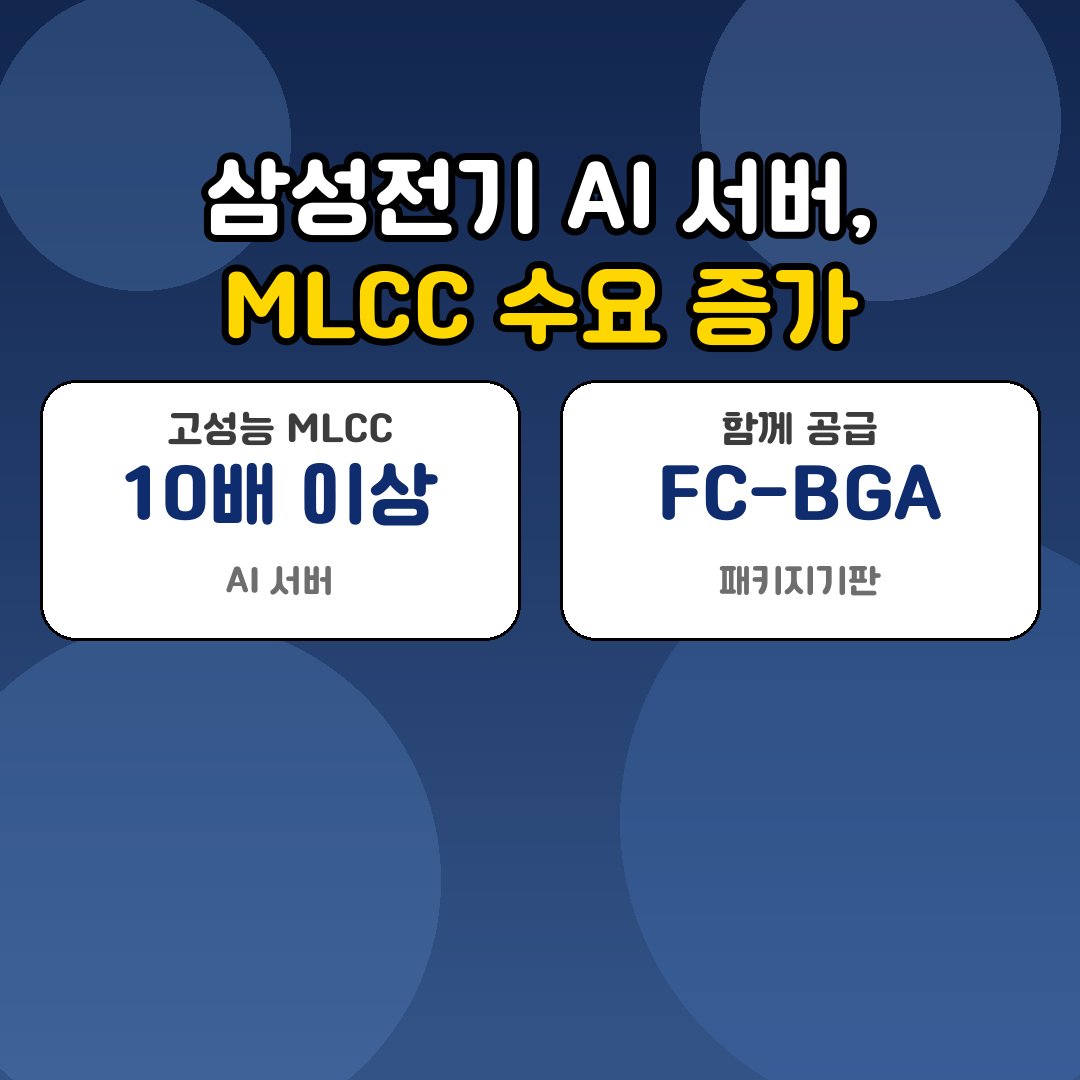 삼성전기 AI 서버,
MLCC 수요 증가
고성능 MLCC
10배 이상
AI 서버
함께 공급
FC-BGA
패키지기판